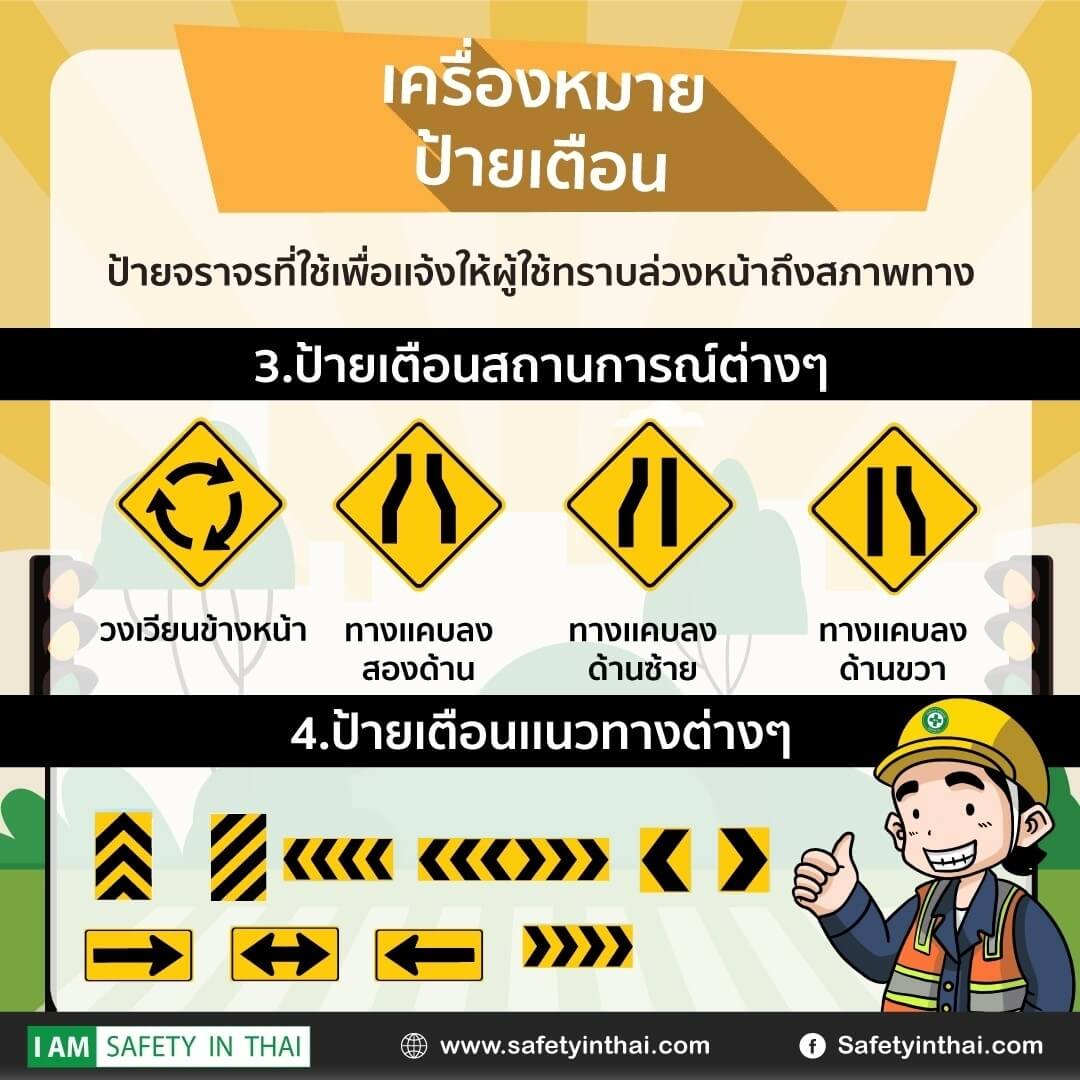 เครื่องหมาย
ป้ายเตือน
ป้ายจราจรที่ใช้เพื่อแจ้งให้ผู้ใช้ทราบล่วงหน้าถึงสภาพทาง
3.ป้ายเตือนสถานการณ์ต่างๆ
วงเวียนข้างหน้า
ทางแคบลง
สองด้าน
ทางแคบลง
ด้านซ้าย
ทางแคบลง
ด้านขวา
4.ป้ายเตือนแนวทางต่างๆ
I AM SAFETY IN THAI
www.safetyinthai.com
Safetyinthai.com